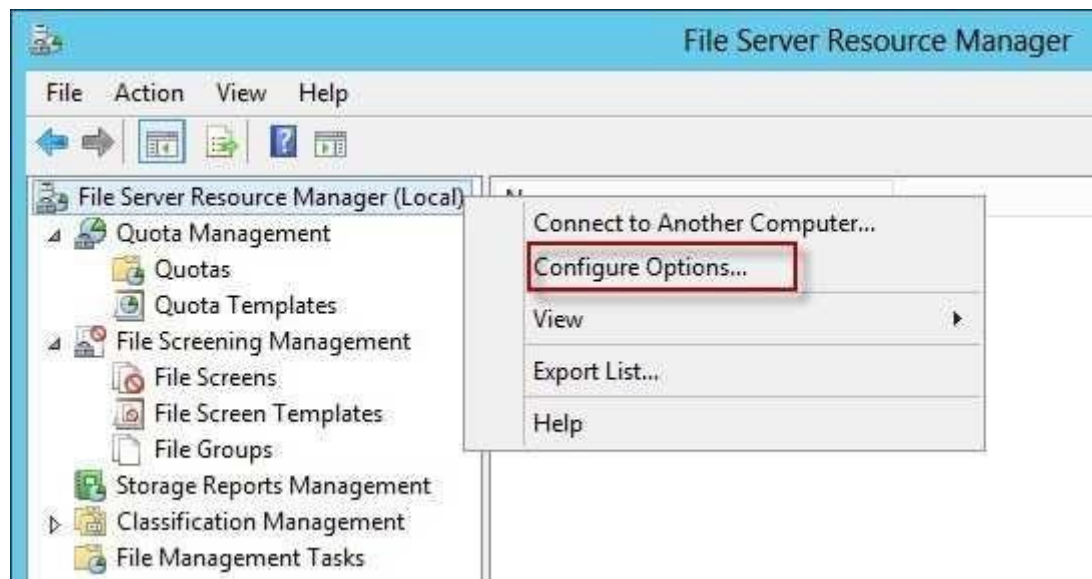 File Server Resource Manager
File Action View Help
File Server Resource Manager (Local)
Quota Management
Quotas
Quota Templates
File Screening Management
File Screens
File Screen Templates
File Groups
Storage Reports Management
Classification Management
File Management Tasks
Connect to Another Computer...
Configure Options...
View
Export List...
Help